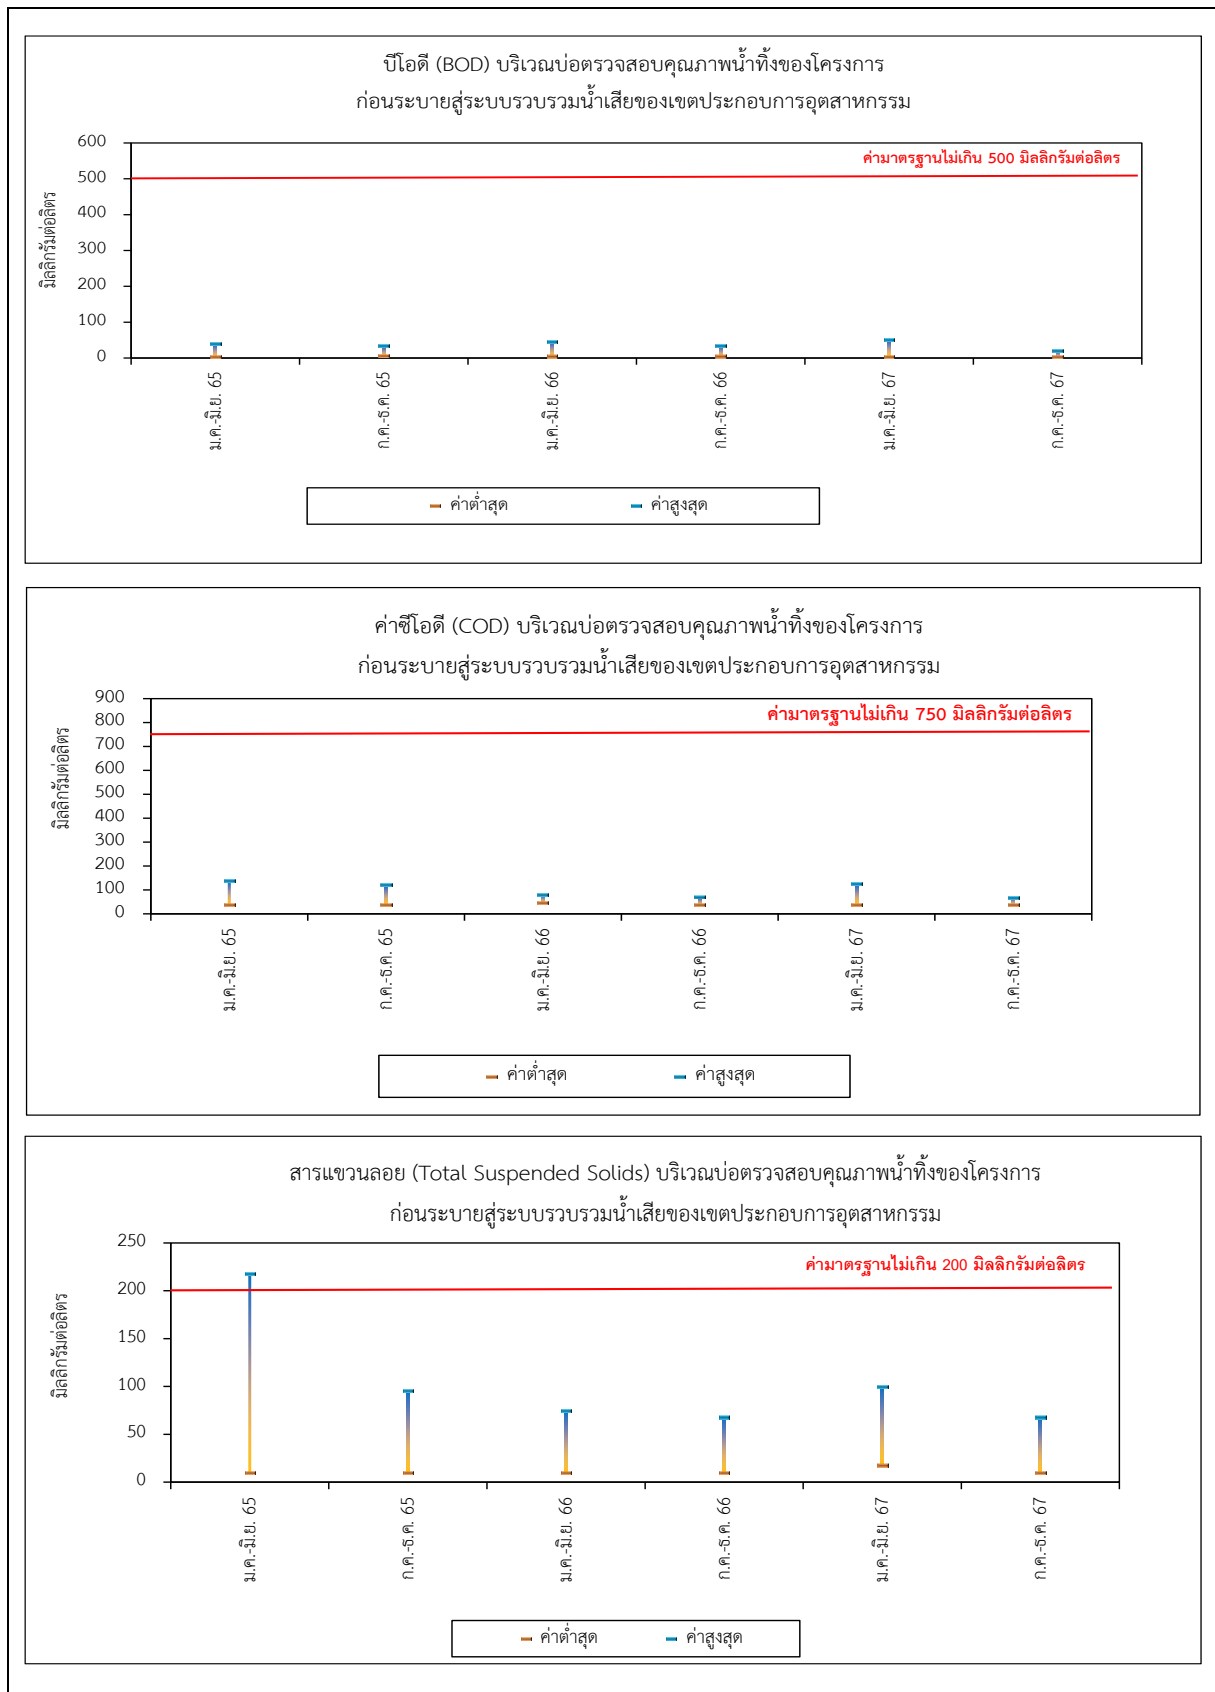 บีโอดี (BOD) บริเวณบ่อตรวจสอบคุณภาพน้ำทิ้งของโครงการ
ก่อนระบายสู่ระบบรวบรวมน้ำเสียของเขตประกอบการอุตสาหกรรม
ค่ามาตรฐานไม่เกิน 500 มิลลิกรัมต่อลิตร
มิลลิกรัมต่อลิตร
600
500
400
300
200
100
0
ม.ค.-มิ.ย. 65
ก.ค.-ธ.ค. 65
ม.ค.-มิ.ย. 66
ก.ค.-ธ.ค. 66
ม.ค.-มิ.ย. 67
ก.ค.-ธ.ค. 67
ค่าต่ำสุด ค่าสูงสุด
ค่าซีโอดี (COD) บริเวณบ่อตรวจสอบคุณภาพน้ำทิ้งของโครงการ
ก่อนระบายสู่ระบบรวบรวมน้ำเสียของเขตประกอบการอุตสาหกรรม
ค่ามาตรฐานไม่เกิน 750 มิลลิกรัมต่อลิตร
มิลลิกรัมต่อลิตร
900
800
700
600
500
400
300
200
100
0
ม.ค.-มิ.ย. 65
ก.ค.-ธ.ค. 65
ม.ค.-มิ.ย. 66
ก.ค.-ธ.ค. 66
ม.ค.-มิ.ย. 67
ก.ค.-ธ.ค. 67
ค่าต่ำสุด ค่าสูงสุด
สารแขวนลอย (Total Suspended Solids) บริเวณบ่อตรวจสอบคุณภาพน้ำทิ้งของโครงการ
ก่อนระบายสู่ระบบรวบรวมน้ำเสียของเขตประกอบการอุตสาหกรรม
ค่ามาตรฐานไม่เกิน 200 มิลลิกรัมต่อลิตร
มิลลิกรัมต่อลิตร
250
200
150
100
50
0
ม.ค.-มิ.ย. 65
ก.ค.-ธ.ค. 65
ม.ค.-มิ.ย. 66
ก.ค.-ธ.ค. 66
ม.ค.-มิ.ย. 67
ก.ค.-ธ.ค. 67
ค่าต่ำสุด ค่าสูงสุด